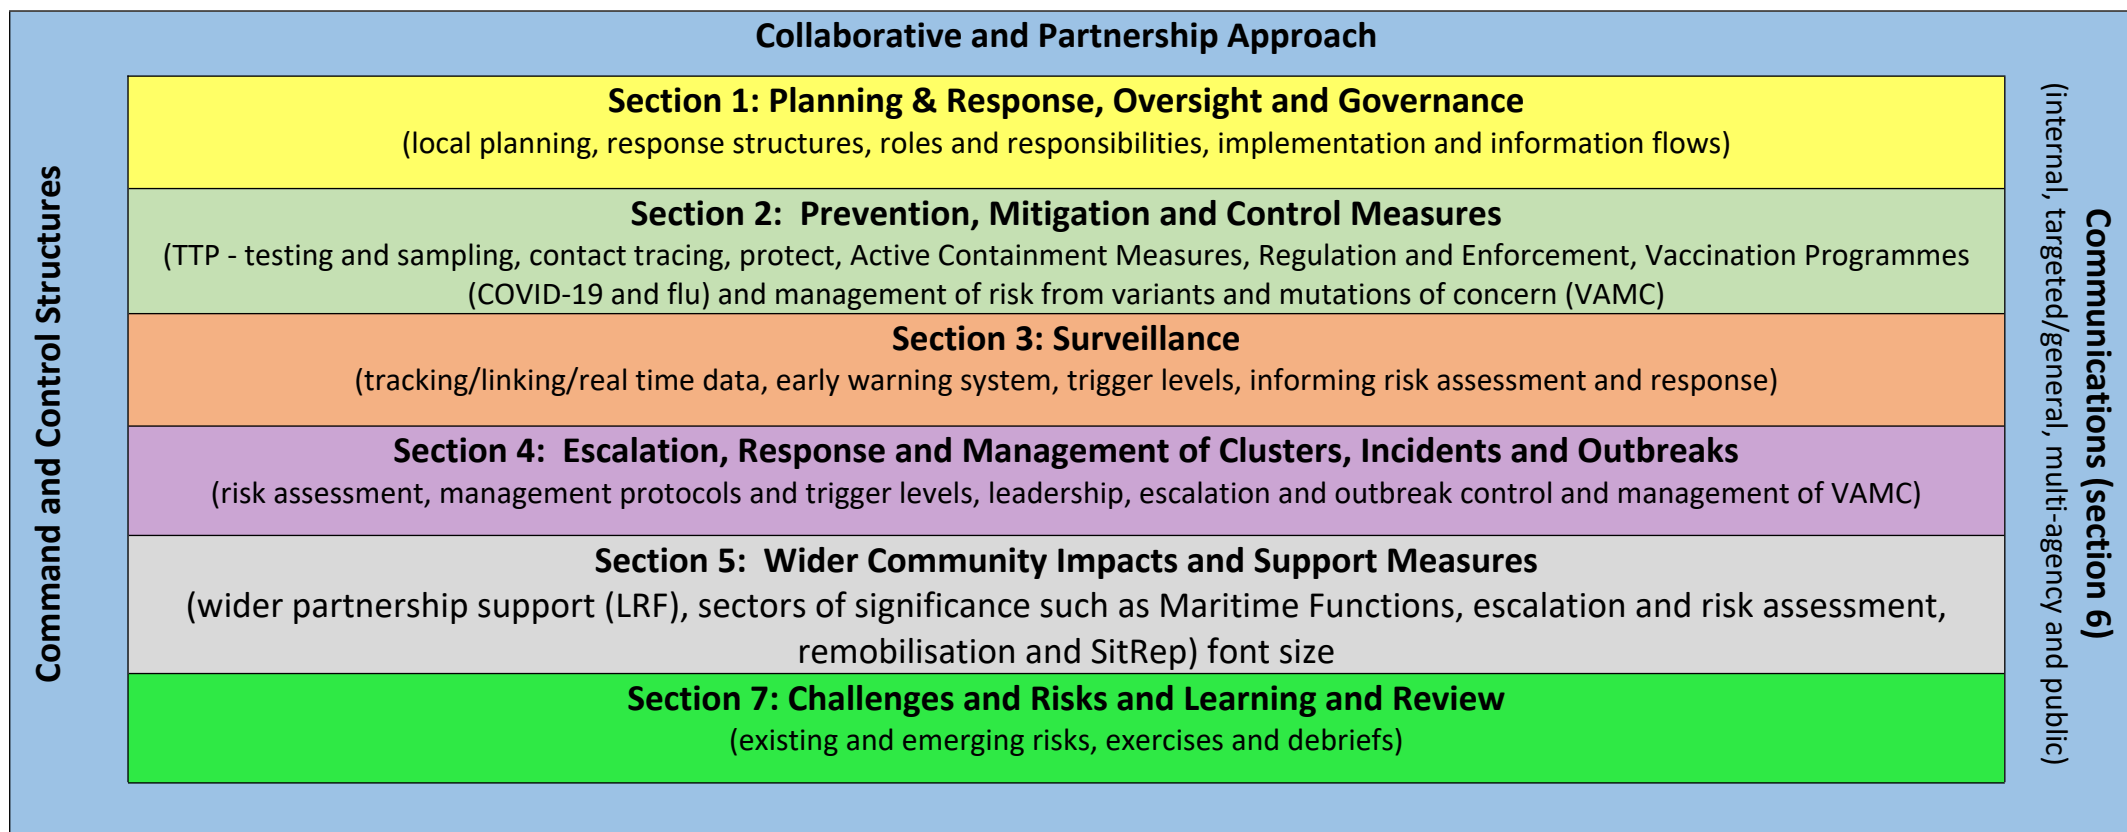 Collaborative and Partnership Approach
Command and Control Structures
Section 1: Planning & Response, Oversight and Governance
(local planning, response structures, roles and responsibilities, implementation and information flows)
Section 2:  Prevention, Mitigation and Control Measures
(TTP - testing and sampling, contact tracing, protect, Active Containment Measures, Regulation and Enforcement, Vaccination Programmes
(COVID-19 and flu) and management of risk from variants and mutations of concern (VAMC)
Section 3: Surveillance
(tracking/linking/real time data, early warning system, trigger levels, informing risk assessment and response)
Section 4:  Escalation, Response and Management of Clusters, Incidents and Outbreaks
(risk assessment, management protocols and trigger levels, leadership, escalation and outbreak control and management of VAMC)
Section 5:  Wider Community Impacts and Support Measures
(wider partnership support (LRF), sectors of significance such as Maritime Functions, escalation and risk assessment,
remobilisation and SitRep) font size
Section 7: Challenges and Risks and Learning and Review
(existing and emerging risks, exercises and debriefs)
Communications (section 6)
(internal, targeted/general, multi-agency and public)